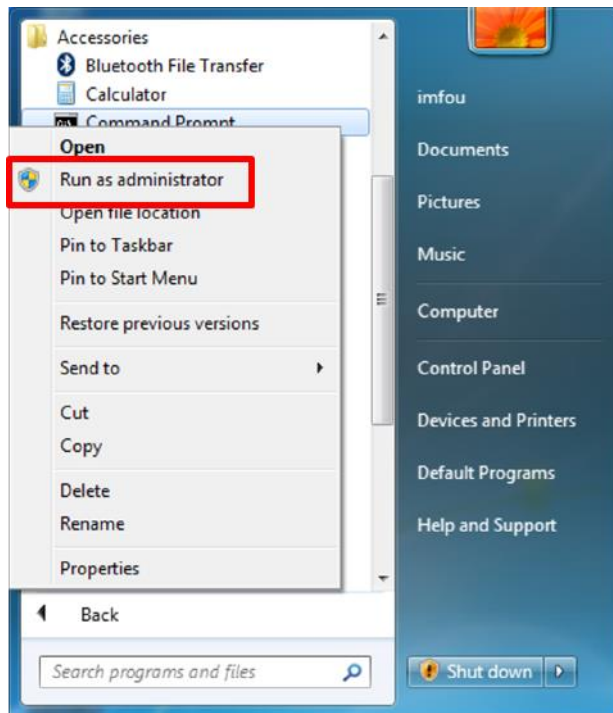 Accessories
Bluetooth File Transfer
Calculator
Command Prompt
Open
Run as administrator
Open file location
Pin to Taskbar
Pin to Start Menu
Restore previous versions
Send to
Cut
Copy
Delete
Rename
Properties
Back
Search programs and files
imfou
Documents
Pictures
Music
Computer
Control Panel
Devices and Printers
Default Programs
Help and Support
Shut down